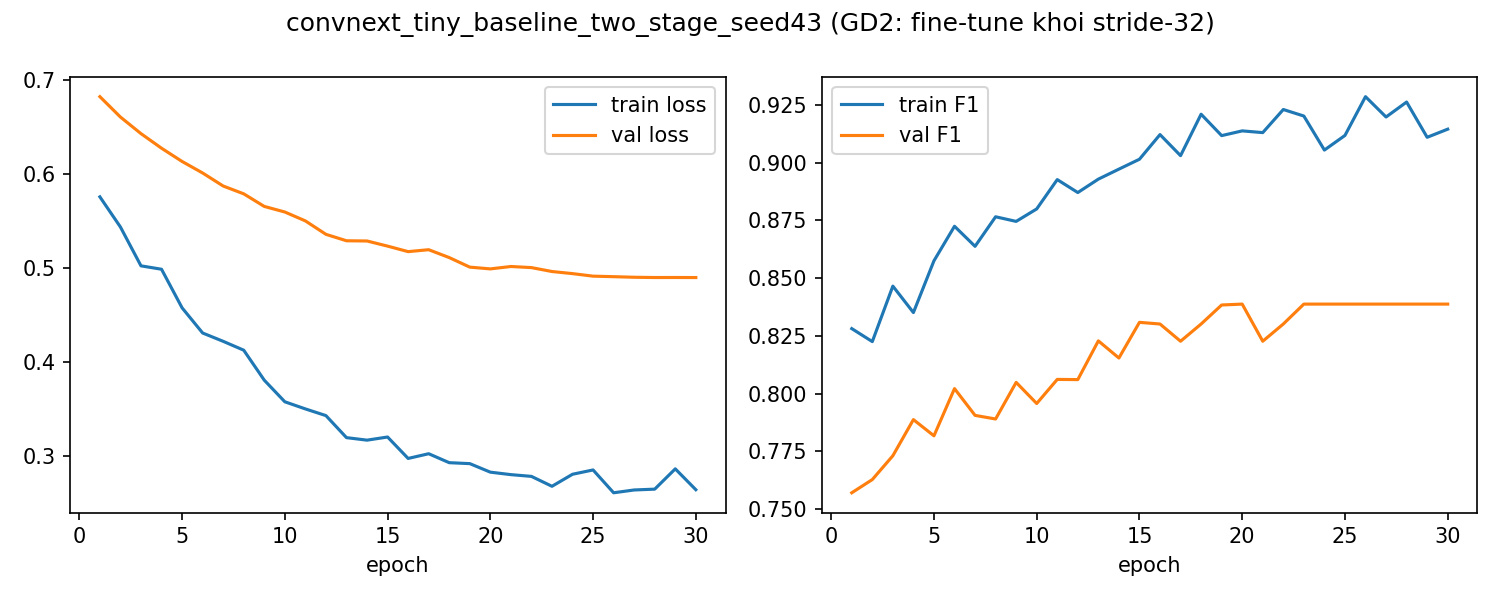 convnext_tiny_baseline_two_stage_seed43 (GD2: fine-tune khoi stride-32)
train loss
val loss
0.7
0.6
0.5
0.4
0.3
0 5 10 15 20 25 30
epoch
train F1
val F1
0.925
0.900
0.875
0.850
0.825
0.800
0.775
0.750
0 5 10 15 20 25 30
epoch